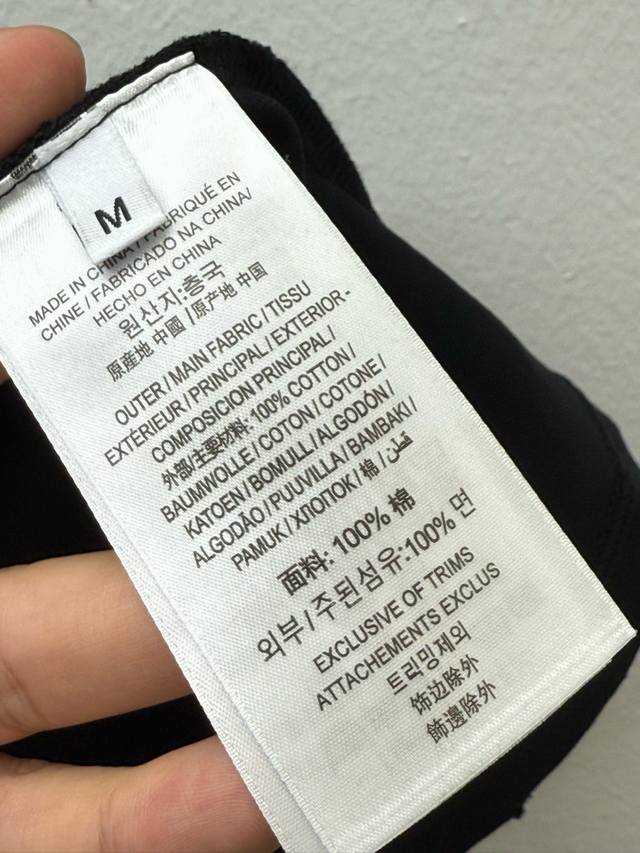 M
MADE IN CHINA / FABRIQUÉ EN
CHINE / FABRICADO NA CHINA/
HECHO EN CHINA
원산지:중국
原産地 中國 /原产地 中国
OUTER / MAIN FABRIC / TISSU
EXTERIEUR / PRINCIPAL / EXTERIOR -
COMPOSICION PRINCIPAL /
外部/主要材料: 100% COTTON /
BAUMWOLLE / COTON / COTONE /
KATOEN / BOMULL / ALGODÓN /
ALGODÃO / PUUVILLA / BAMBAKI /
PAMUK / ХЛОПОК / 棉 / قطن
面料: 100% 棉
외부 / 주된섬유:100% 면
EXCLUSIVE OF TRIMS
ATTACHEMENTS EXCLUS
트리밍제외
饰边除外
飾邊除外